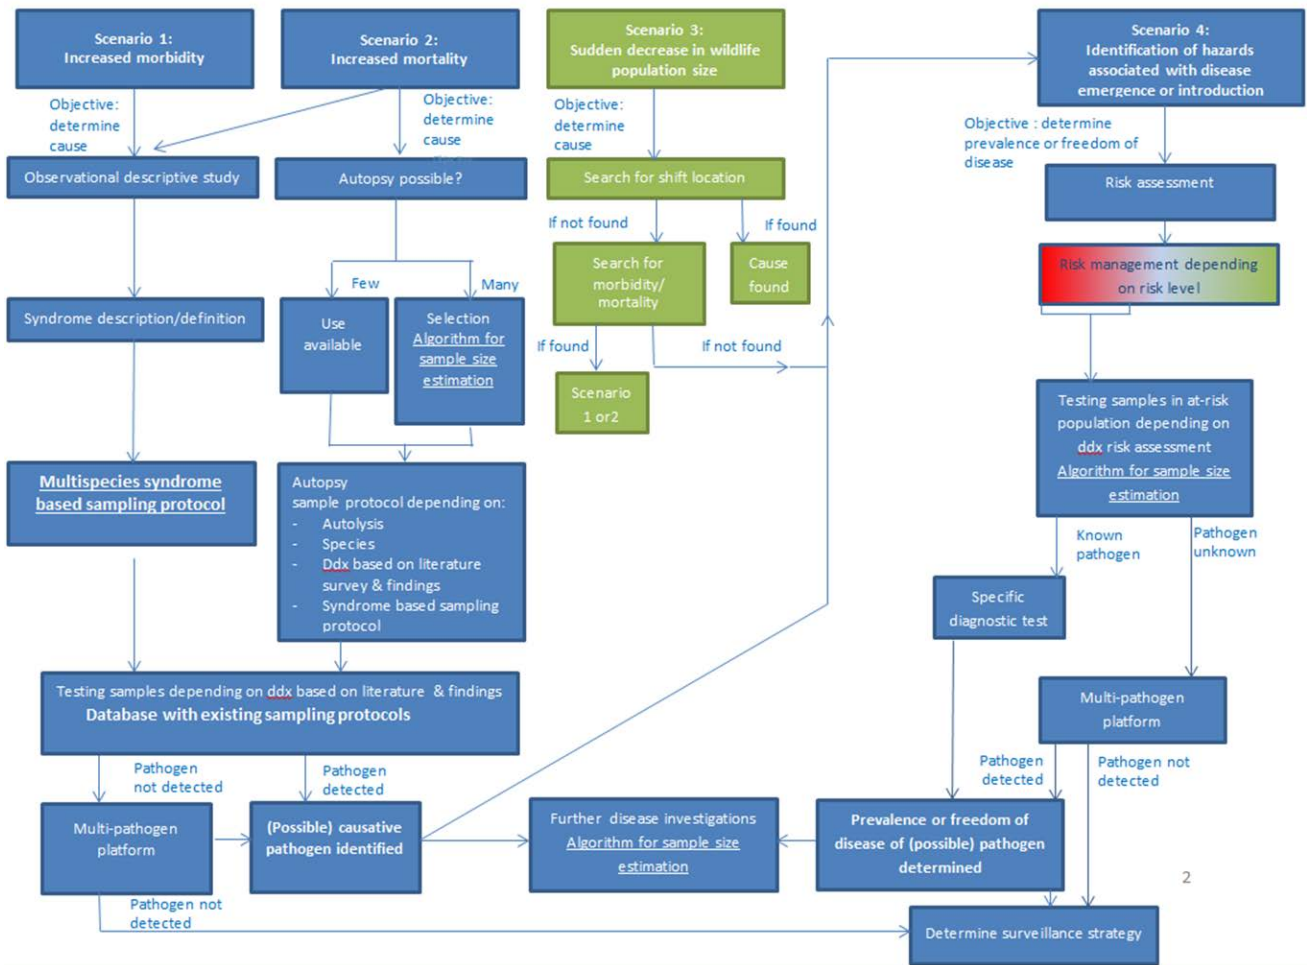 Scenario 1:
Increased morbidity
Scenario 2:
Increased mortality
Scenario 3:
Sudden decrease in wildlife
population size
Scenario 4:
Identification of hazards
associated with disease
emergence or introduction
Objective:
determine
cause
Objective:
determine
cause
Objective:
determine
cause
Objective : determine
prevalence or freedom of
disease
Observational descriptive study
Autopsy possible?
Search for shift location
Risk assessment
If not found
If found
Search for
morbidity/
mortality
Cause
found
Risk management depending
on risk level
Few
Many
Syndrome description/definition
Use
available
Selection
Algorithm for
sample size
estimation
If found
If not found
Scenario
1 or2
Testing samples in at-risk
population depending on
ddx risk assessment
Algorithm for sample size
estimation
Multispecies syndrome
based sampling protocol
Autopsy
sample protocol depending on:
- Autolysis
- Species
- Ddx based on literature
survey & findings
- Syndrome based sampling
protocol
Known
pathogen
Pathogen
unknown
Specific
diagnostic test
Testing samples depending on ddx based on literature & findings
Database with existing sampling protocols
Multi-pathogen
platform
Pathogen
not detected
Pathogen
detected
Pathogen
detected
Pathogen not
detected
Multi-pathogen
platform
(Possible) causative
pathogen identified
Further disease investigations
Algorithm for sample size
estimation
Prevalence or freedom of
disease of (possible) pathogen
determined
2
Pathogen not
detected
Determine surveillance strategy